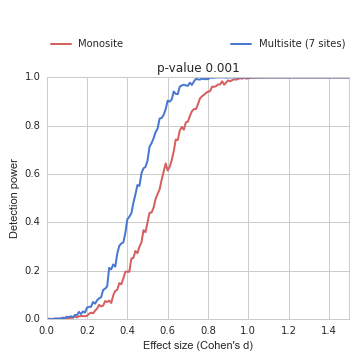 Monosite
Multisite (7 sites)
p-value 0.001
1.0
0.8
0.6
0.4
0.2
0.0
Detection power
0.0 0.2 0.4 0.6 0.8 1.0 1.2 1.4
Effect size (Cohen's d)